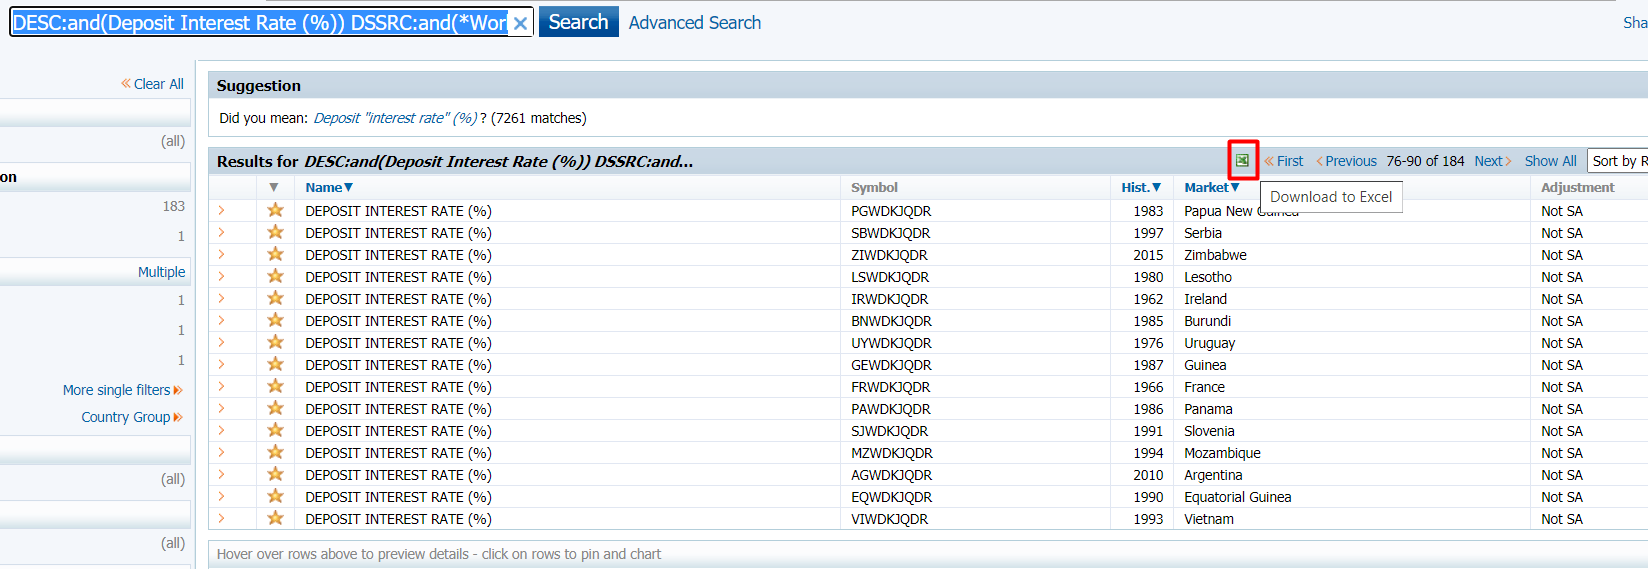 DESC:and(Deposit Interest Rate (%)) DSSRC:and(*Wor
Search
Advanced Search
Sha
Clear All
(all)
on
183
1
Multiple
1
1
1
More single filters
Country Group
(all)
(all)
Suggestion
Did you mean: Deposit "interest rate" (%) ? (7261 matches)
Results for DESC:and(Deposit Interest Rate (%)) DSSRC:and... First Previous 76-90 of 184 Next Show All Sort by R
Name Symbol Hist. Market Adjustment
Download to Excel
DEPOSIT INTEREST RATE (%) PGWDKJQDR 1983 Papua New Guinea Not SA
DEPOSIT INTEREST RATE (%) SBWDKJQDR 1997 Serbia Not SA
DEPOSIT INTEREST RATE (%) ZIWDKJQDR 2015 Zimbabwe Not SA
DEPOSIT INTEREST RATE (%) LSWDKJQDR 1980 Lesotho Not SA
DEPOSIT INTEREST RATE (%) IRWDKJQDR 1962 Ireland Not SA
DEPOSIT INTEREST RATE (%) BNWDKJQDR 1985 Burundi Not SA
DEPOSIT INTEREST RATE (%) UYWDKJQDR 1976 Uruguay Not SA
DEPOSIT INTEREST RATE (%) GEWDKJQDR 1987 Guinea Not SA
DEPOSIT INTEREST RATE (%) FRWDKJQDR 1966 France Not SA
DEPOSIT INTEREST RATE (%) PAWDKJQDR 1986 Panama Not SA
DEPOSIT INTEREST RATE (%) SJWDKJQDR 1991 Slovenia Not SA
DEPOSIT INTEREST RATE (%) MZWDKJQDR 1994 Mozambique Not SA
DEPOSIT INTEREST RATE (%) AGWDKJQDR 2010 Argentina Not SA
DEPOSIT INTEREST RATE (%) EQWDKJQDR 1990 Equatorial Guinea Not SA
DEPOSIT INTEREST RATE (%) VIWDKJQDR 1993 Vietnam Not SA
Hover over rows above to preview details - click on rows to pin and chart